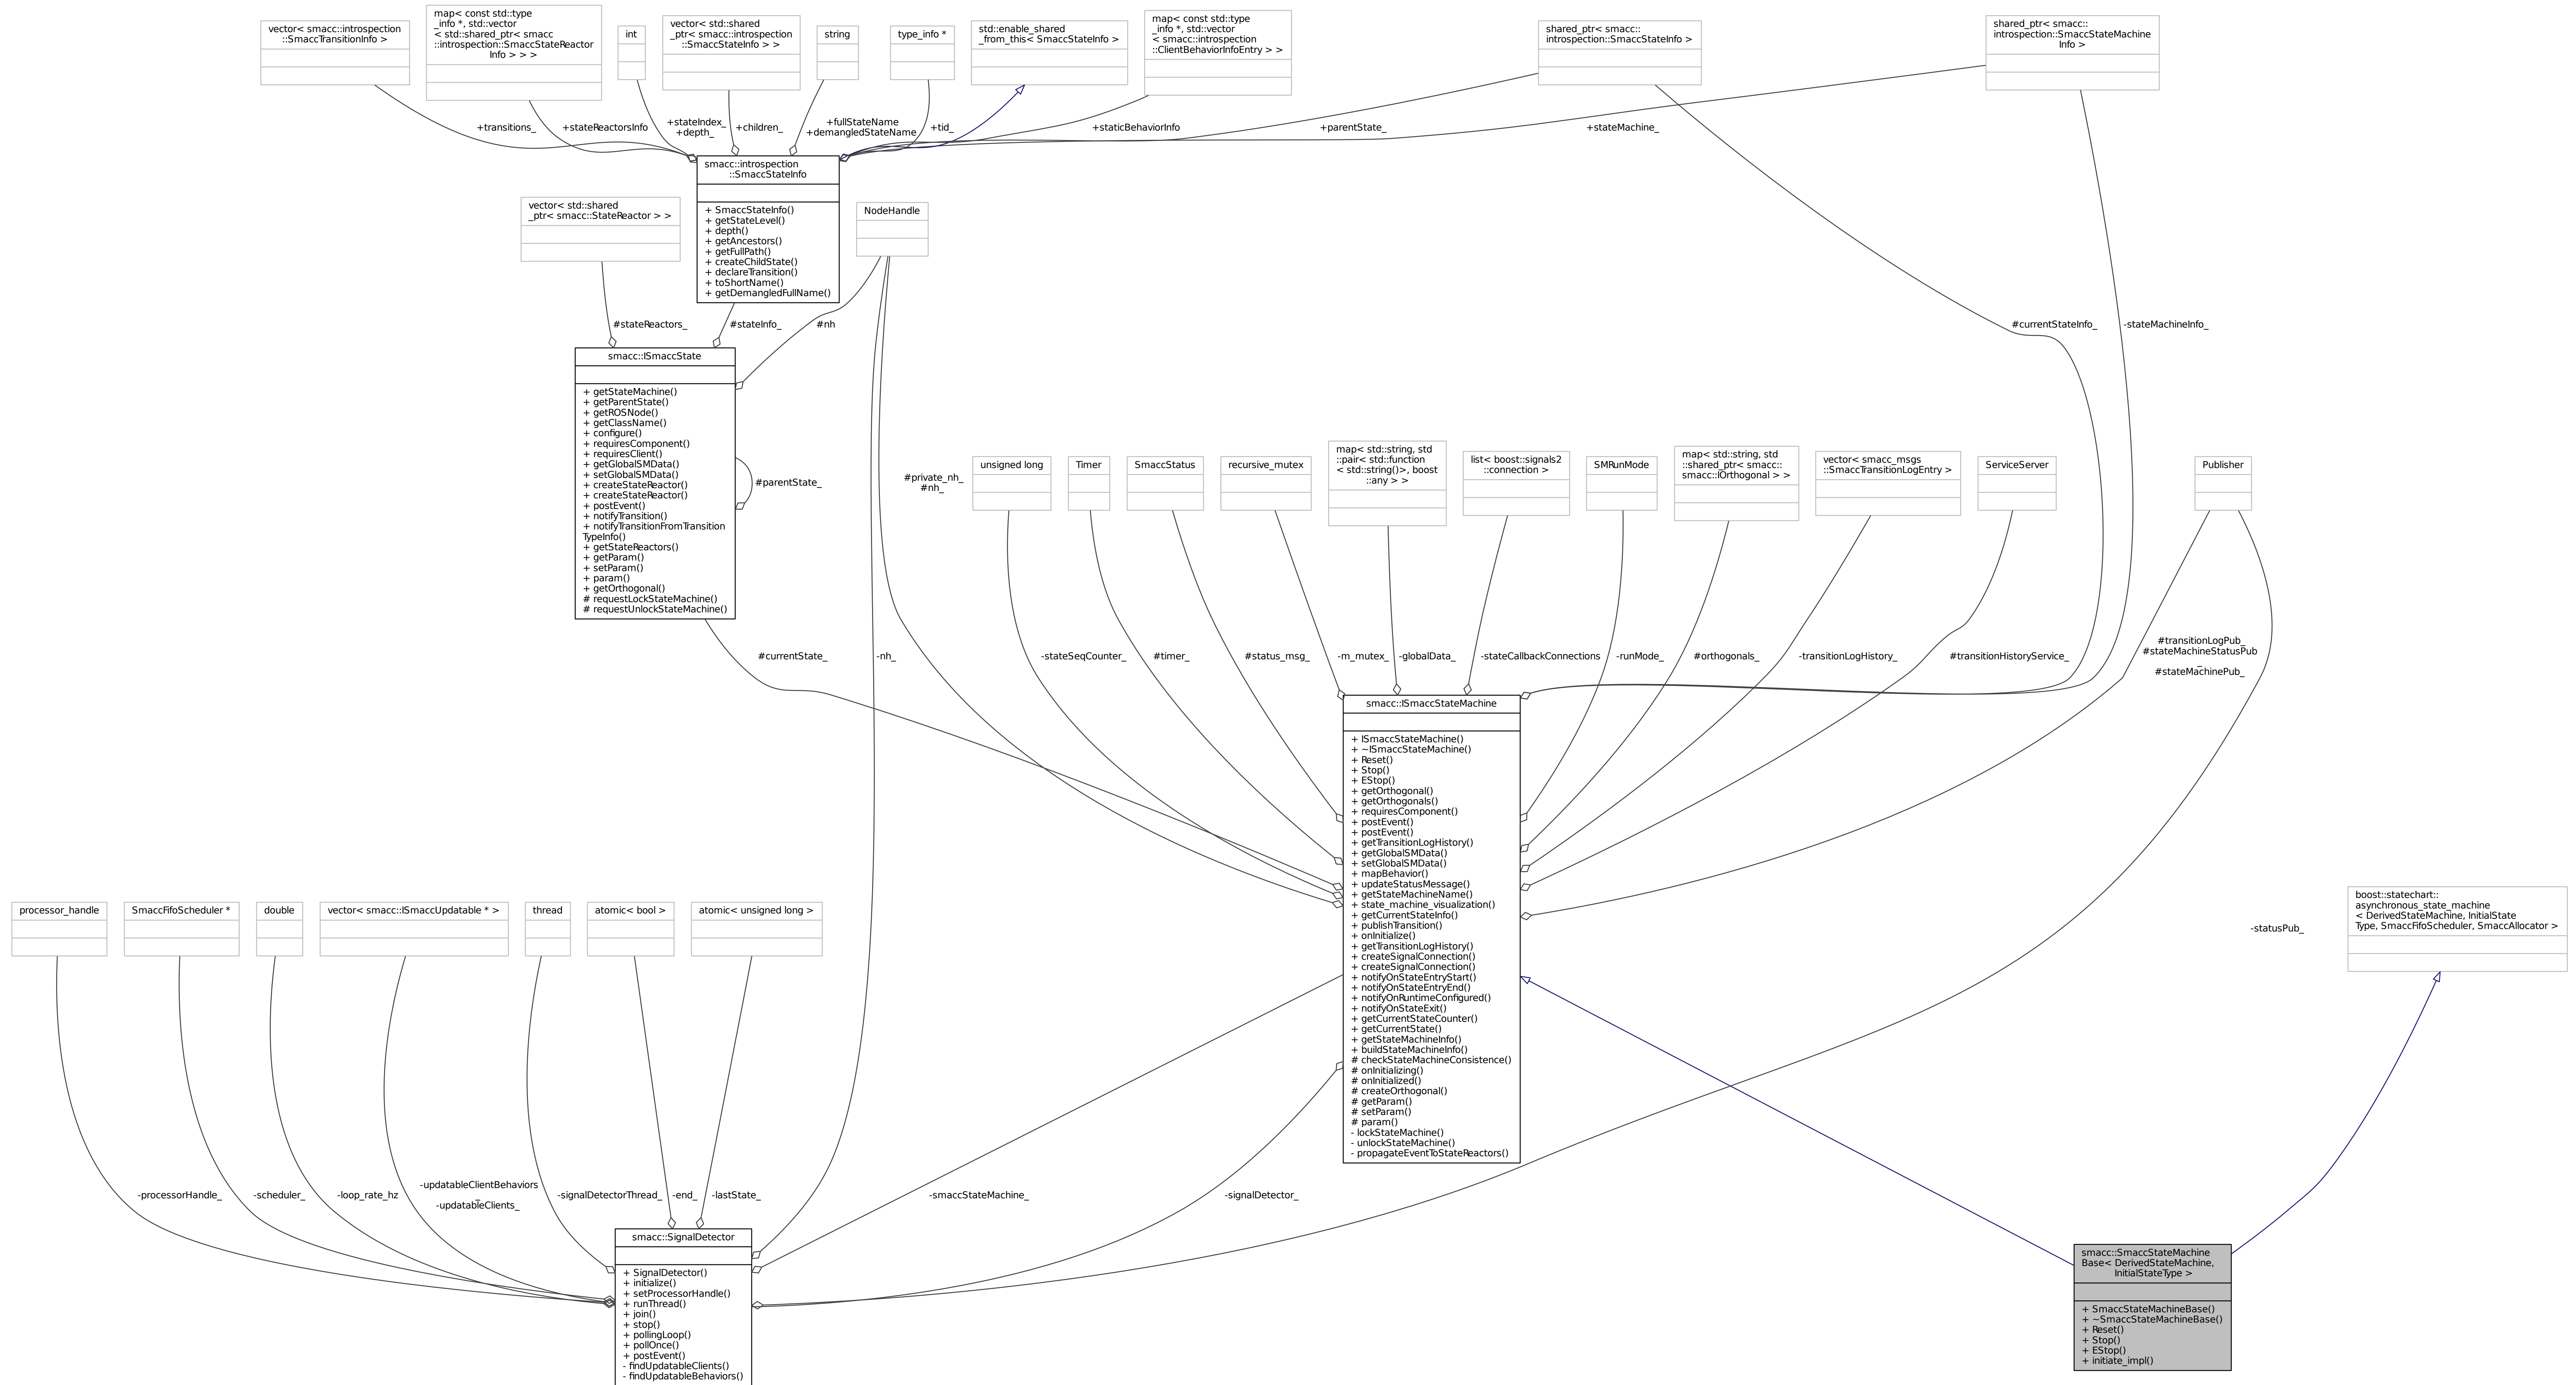 vector< smacc::introspection
::SmaccTransitionInfo >
map< const std::type
_info *, std::vector
< std::shared_ptr< smacc
::introspection::SmaccStateReactor
Info > > >
int
vector< std::shared
_ptr< smacc::introspection
::SmaccStateInfo > >
string
type_info *
std::enable_shared
_from_this< SmaccStateInfo >
map< const std::type
_info *, std::vector
< smacc::introspection
::ClientBehaviorInfoEntry > >
shared_ptr< smacc::
introspection::SmaccStateInfo >
shared_ptr< smacc::
introspection::SmaccStateMachine
Info >
+transitions_
+stateReactorsInfo
+stateIndex_
+depth_
+children_
+fullStateName
+demangledStateName
+tid_
+staticBehaviorInfo
+parentState_
+stateMachine_
smacc::introspection
::SmaccStateInfo
+ SmaccStateInfo()
+ getStateLevel()
+ depth()
+ getAncestors()
+ getFullPath()
+ createChildState()
+ declareTransition()
+ toShortName()
+ getDemangledFullName()
vector< std::shared
_ptr< smacc::StateReactor > >
NodeHandle
#stateReactors_
#stateInfo_
#nh
#currentStateInfo_
-stateMachineInfo_
smacc::ISmaccState
+ getStateMachine()
+ getParentState()
+ getROSNode()
+ getClassName()
+ configure()
+ requiresComponent()
+ requiresClient()
+ getGlobalSMData()
+ setGlobalSMData()
+ createStateReactor()
+ createStateReactor()
+ postEvent()
+ notifyTransition()
+ notifyTransitionFromTransition
TypeInfo()
+ getStateReactors()
+ getParam()
+ setParam()
+ param()
+ getOrthogonal()
# requestLockStateMachine()
# requestUnlockStateMachine()
#parentState_
#private_nh_
#nh_
unsigned long
Timer
SmaccStatus
recursive_mutex
map< std::string, std
::pair< std::function
< std::string()>, boost
::any > >
list< boost::signals2
::connection >
SMRunMode
map< std::string, std
::shared_ptr< smacc::
smacc::IOrthogonal > >
vector< smacc_msgs
::SmaccTransitionLogEntry >
ServiceServer
Publisher
#currentState_
-nh_
-stateSeqCounter_
#timer_
#status_msg_
-m_mutex_
-globalData_
-stateCallbackConnections
-runMode_
#orthogonals_
-transitionLogHistory_
#transitionHistoryService_
#transitionLogPub_
#stateMachineStatusPub
_
#stateMachinePub_
smacc::ISmaccStateMachine
+ ISmaccStateMachine()
+ ~ISmaccStateMachine()
+ Reset()
+ Stop()
+ EStop()
+ getOrthogonal()
+ getOrthogonals()
+ requiresComponent()
+ postEvent()
+ postEvent()
+ getTransitionLogHistory()
+ getGlobalSMData()
+ setGlobalSMData()
+ mapBehavior()
+ updateStatusMessage()
+ getStateMachineName()
+ state_machine_visualization()
+ getCurrentStateInfo()
+ publishTransition()
+ onInitialize()
+ getTransitionLogHistory()
+ createSignalConnection()
+ createSignalConnection()
+ notifyOnStateEntryStart()
+ notifyOnStateEntryEnd()
+ notifyOnRuntimeConfigured()
+ notifyOnStateExit()
+ getCurrentStateCounter()
+ getCurrentState()
+ getStateMachineInfo()
+ buildStateMachineInfo()
# checkStateMachineConsistence()
# onInitializing()
# onInitialized()
# createOrthogonal()
# getParam()
# setParam()
# param()
- lockStateMachine()
- unlockStateMachine()
- propagateEventToStateReactors()
processor_handle
SmaccFifoScheduler *
double
vector< smacc::ISmaccUpdatable * >
thread
atomic< bool >
atomic< unsigned long >
-statusPub_
boost::statechart::
asynchronous_state_machine
< DerivedStateMachine, InitialState
Type, SmaccFifoScheduler, SmaccAllocator >
-processorHandle_
-scheduler_
-loop_rate_hz
-updatableClientBehaviors
_
-updatableClients_
-signalDetectorThread_
-end_
-lastState_
-smaccStateMachine_
-signalDetector_
smacc::SignalDetector
+ SignalDetector()
+ initialize()
+ setProcessorHandle()
+ runThread()
+ join()
+ stop()
+ pollingLoop()
+ pollOnce()
+ postEvent()
- findUpdatableClients()
- findUpdatableBehaviors()
smacc::SmaccStateMachine
Base< DerivedStateMachine,
InitialStateType >
+ SmaccStateMachineBase()
+ ~SmaccStateMachineBase()
+ Reset()
+ Stop()
+ EStop()
+ initiate_impl()